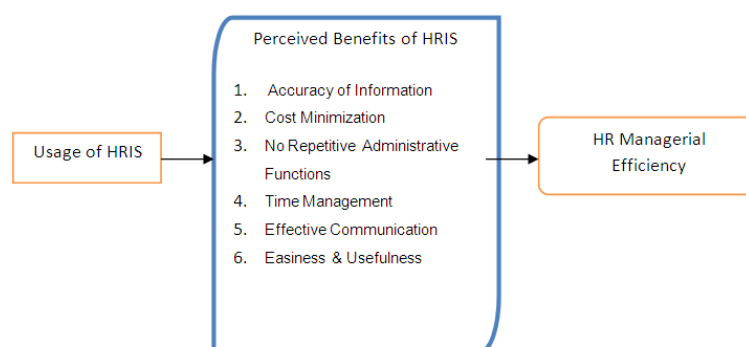 Perceived Benefits of HRIS
1. Accuracy of Information
2. Cost Minimization
3. No Repetitive Administrative
Functions
4. Time Management
5. Effective Communication
6. Easiness & Usefulness
Usage of HRIS
HR Managerial
Efficiency